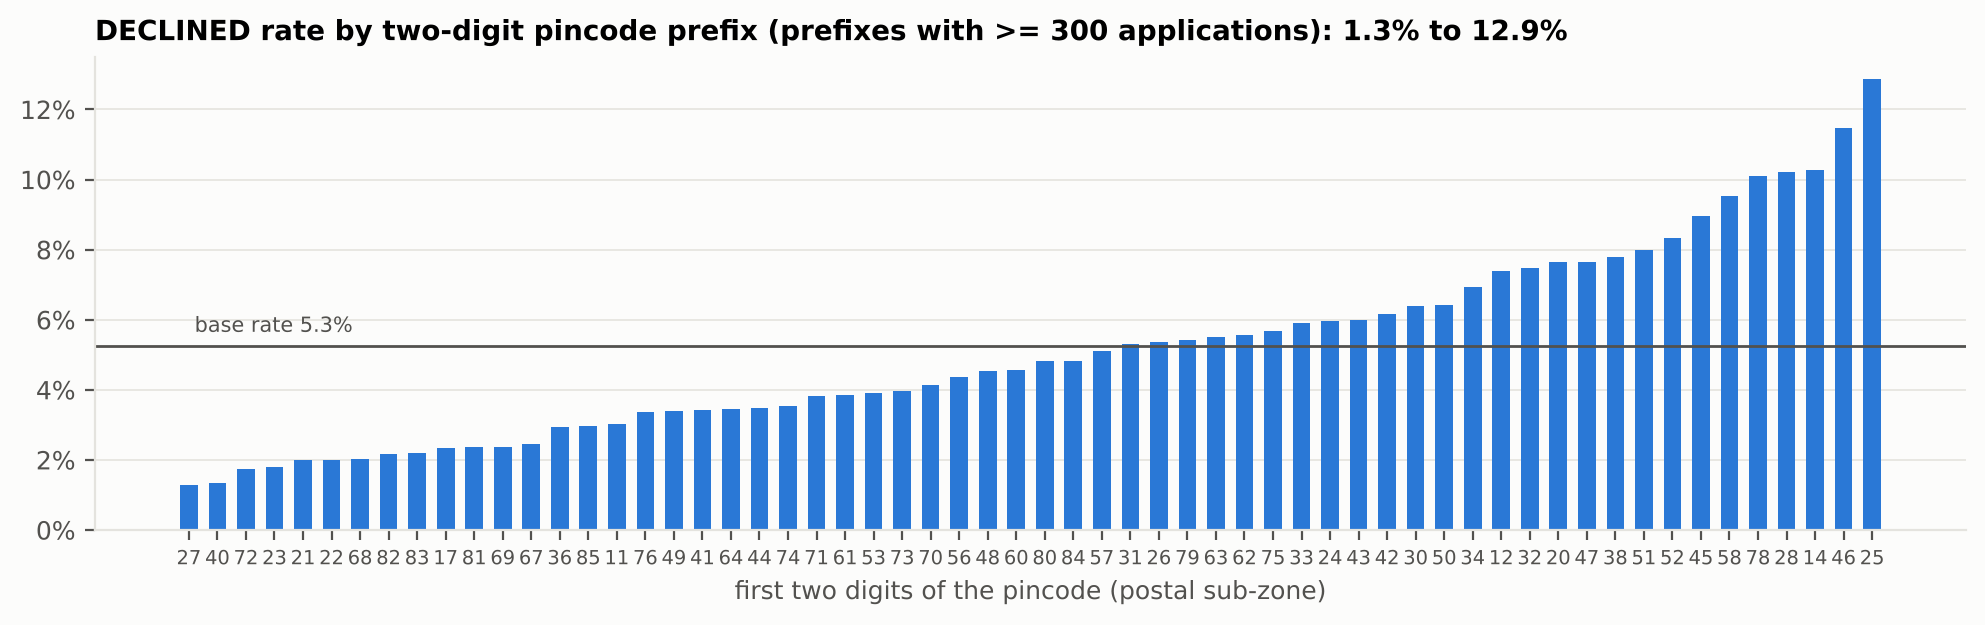 DECLINED rate by two-digit pincode prefix (prefixes with >= 300 applications): 1.3% to 12.9%
12%
10%
8%
6%
base rate 5.3%
4%
2%
0%
27 40 72 23 21 22 68 82 83 17 81 69 67 36 85 11 76 49 41 64 44 74 71 61 53 73 70 56 48 60 80 84 57 31 26 79 63 62 75 33 24 43 42 30 50 34 12 32 20 47 38 51 52 45 58 78 28 14 46 25
first two digits of the pincode (postal sub-zone)